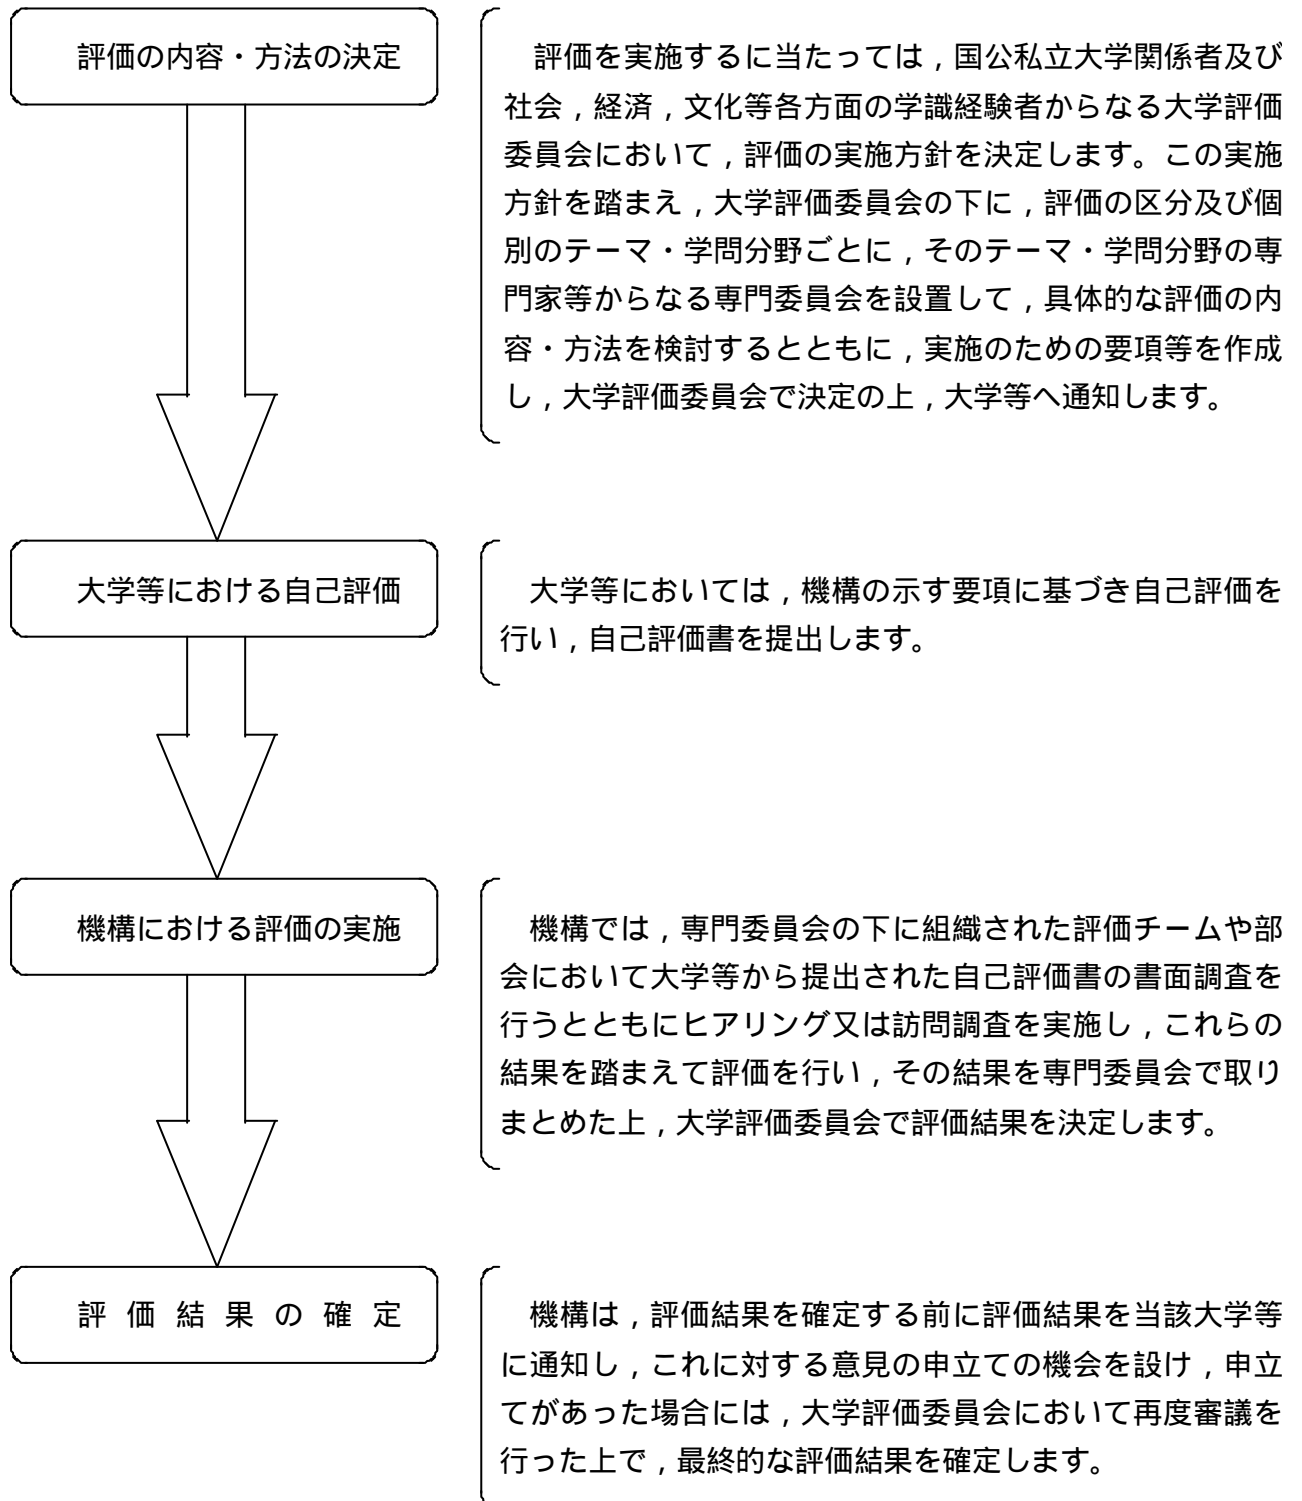 評価の内容・方法の決定
評価を実施するに当たっては，国公私立大学関係者及び
社会，経済，文化等各方面の学識経験者からなる大学評価
委員会において，評価の実施方針を決定します。この実施
方針を踏まえ，大学評価委員会の下に，評価の区分及び個
別のテーマ・学問分野ごとに，そのテーマ・学問分野の専
門家等からなる専門委員会を設置して，具体的な評価の内
容・方法を検討するとともに，実施のための要項等を作成
し，大学評価委員会で決定の上，大学等へ通知します。
大学等における自己評価
大学等においては，機構の示す要項に基づき自己評価を
行い，自己評価書を提出します。
機構における評価の実施
機構では，専門委員会の下に組織された評価チームや部
会において大学等から提出された自己評価書の書面調査を
行うとともにヒアリング又は訪問調査を実施し，これらの
結果を踏まえて評価を行い，その結果を専門委員会で取り
まとめた上，大学評価委員会で評価結果を決定します。
評価結果の確定
機構は，評価結果を確定する前に評価結果を当該大学等
に通知し，これに対する意見の申立ての機会を設け，申立
てがあった場合には，大学評価委員会において再度審議を
行った上で，最終的な評価結果を確定します。